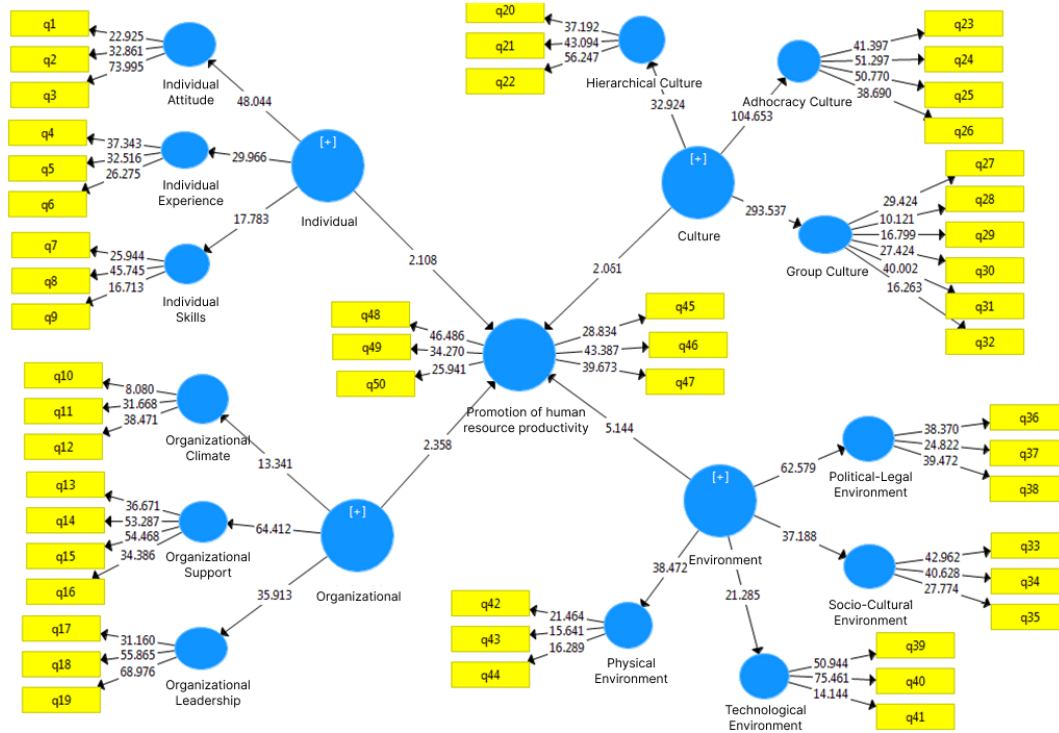 q1
q2
q3
22.925
32.861
73.995
Individual
Attitude
48.044
q4
q5
q6
37.343
32.516
26.275
Individual
Experience
29.966
q7
q8
q9
25.944
45.745
16.713
Individual
Skills
17.783
[+]
Individual
2.108
q20
q21
q22
37.192
43.094
56.247
Hierarchical Culture
32.924
q23
q24
q25
q26
41.397
51.297
50.770
38.690
Adhocracy Culture
104.653
[+]
Culture
293.537
2.061
q27
q28
q29
q30
q31
q32
29.424
10.121
16.799
27.424
40.002
16.263
Group Culture
q48
q49
q50
46.486
34.270
25.941
q45
q46
q47
28.834
43.387
39.673
Promotion of human
resource productivity
q10
q11
q12
8.080
31.668
38.471
Organizational
Climate
13.341
2.358
q13
q14
q15
q16
36.671
53.287
54.468
34.386
Organizational
Support
64.412
[+]
Organizational
q17
q18
q19
31.160
55.865
68.976
Organizational
Leadership
35.913
5.144
[+]
Environment
q36
q37
q38
38.370
24.822
39.472
Political-Legal
Environment
62.579
q33
q34
q35
42.962
40.628
27.774
Socio-Cultural
Environment
37.188
q42
q43
q44
21.464
15.641
16.289
Physical
Environment
38.472
q39
q40
q41
50.944
75.461
14.144
Technological
Environment
21.285